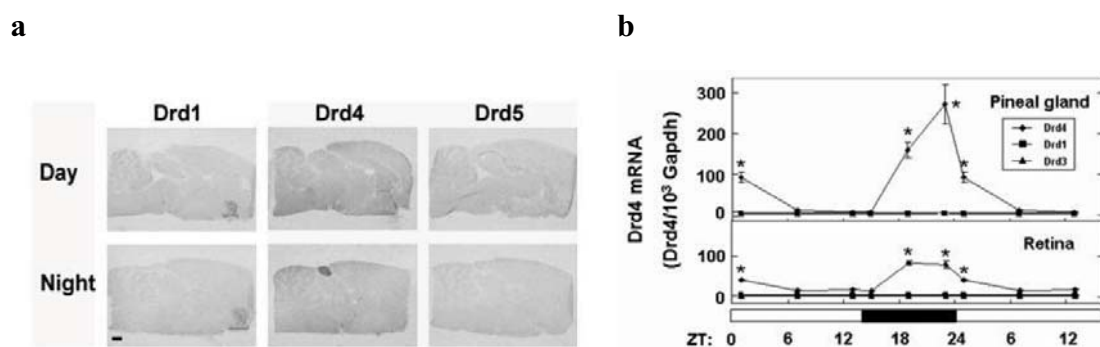 a
b
Drd1 Drd4 Drd5
Day
Night
Drd4 mRNA
(Drd4/10³ Gapdh)
300
200
100
0
Pineal gland
Drd4
Drd1
Drd3
*
*
*
*
100
0
Retina
*
*
*
*
ZT: 0 6 12 18 24 6 12